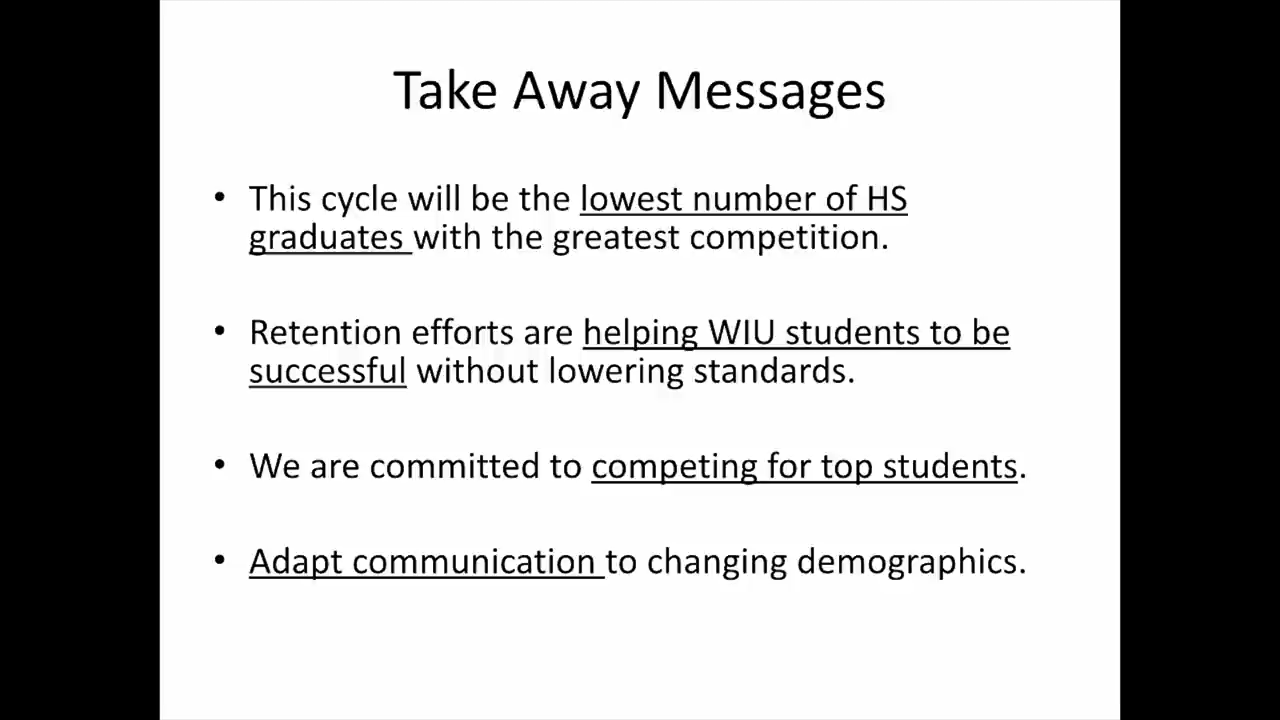 Take Away Messages
• This cycle will be the lowest number of HS
graduates with the greatest competition.
• Retention efforts are helping WIU students to be
successful without lowering standards.
• We are committed to competing for top students.
• Adapt communication to changing demographics.